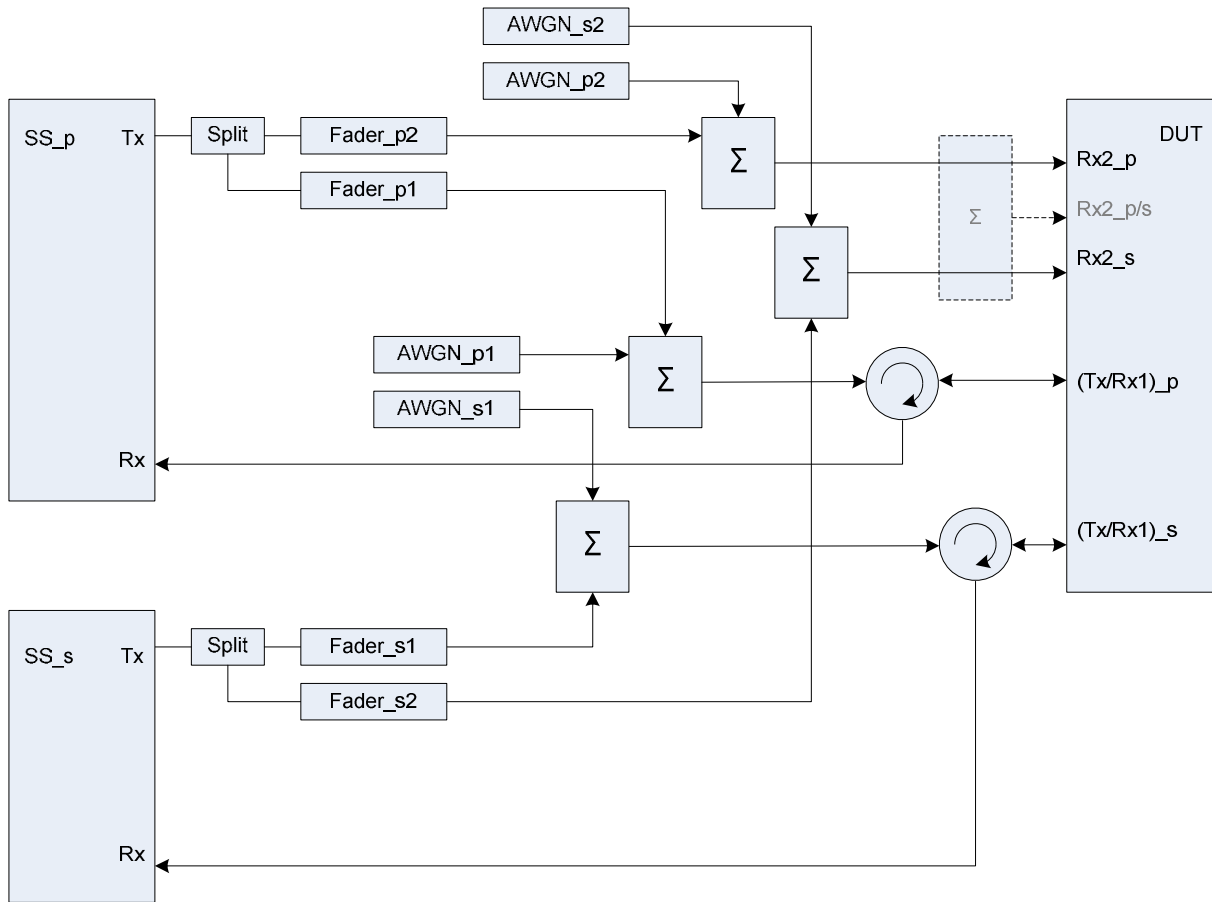 AWGN_s2
AWGN_p2
SS_p
Tx
Split
Fader_p2
Fader_p1
Σ
Σ
Σ
DUT
Rx2_p
Rx2_p/s
Rx2_s
AWGN_p1
AWGN_s1
Σ
(Tx/Rx1)_p
Rx
Σ
(Tx/Rx1)_s
SS_s
Tx
Split
Fader_s1
Fader_s2
Rx